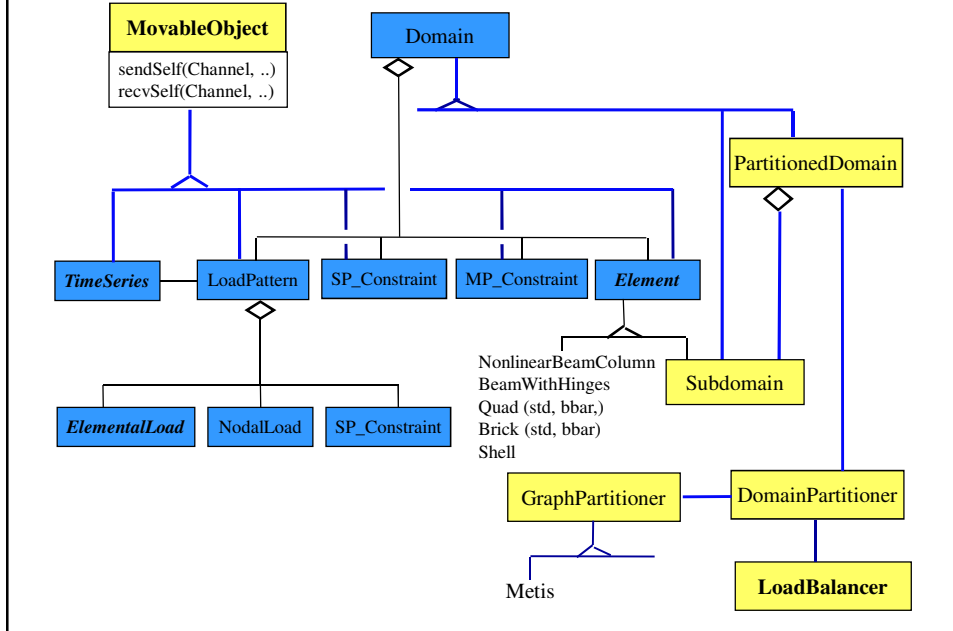 MovableObject
sendSelf(Channel, ..)
recvSelf(Channel, ..)
Domain
PartitionedDomain
TimeSeries
LoadPattern
SP_Constraint
MP_Constraint
Element
NonlinearBeamColumn
BeamWithHinges
Quad (std, bbar,)
Brick (std, bbar)
Shell
Subdomain
ElementalLoad
NodalLoad
SP_Constraint
GraphPartitioner
DomainPartitioner
Metis
LoadBalancer